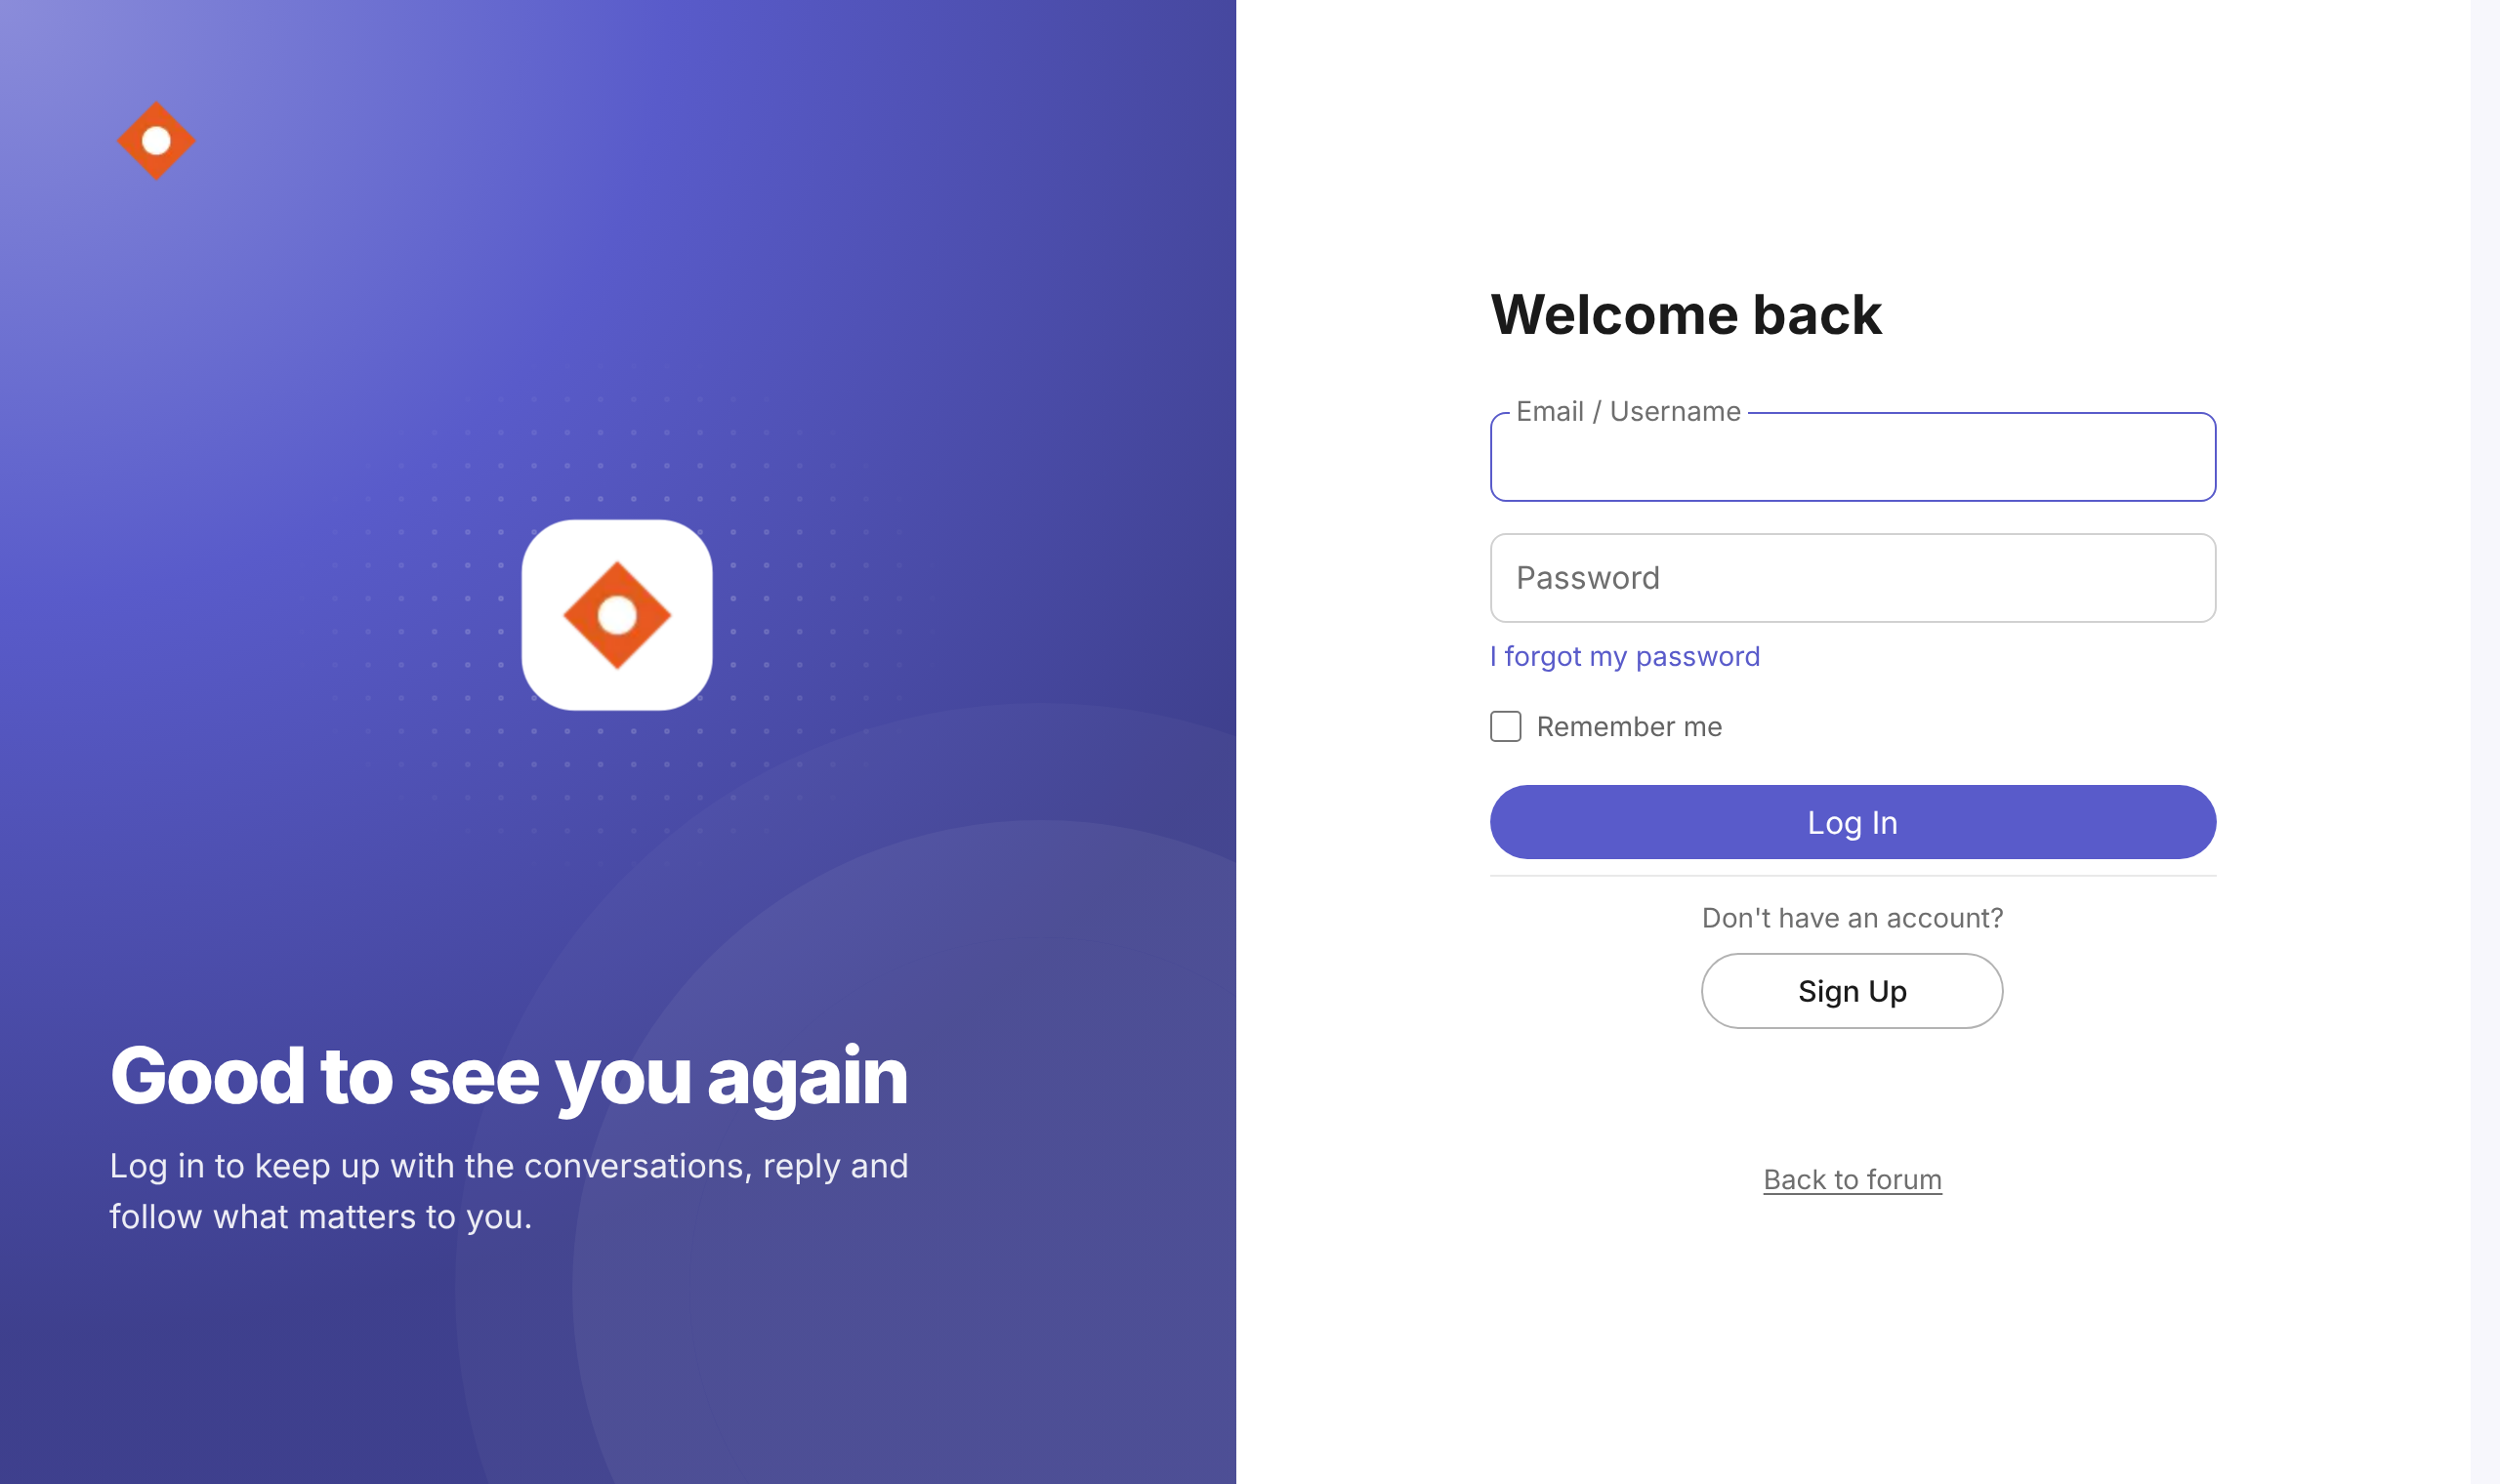 Good to see you again
Log in to keep up with the conversations, reply and
follow what matters to you.
Welcome back
Email / Username
Password
I forgot my password
Remember me
Log In
Don't have an account?
Sign Up
Back to forum